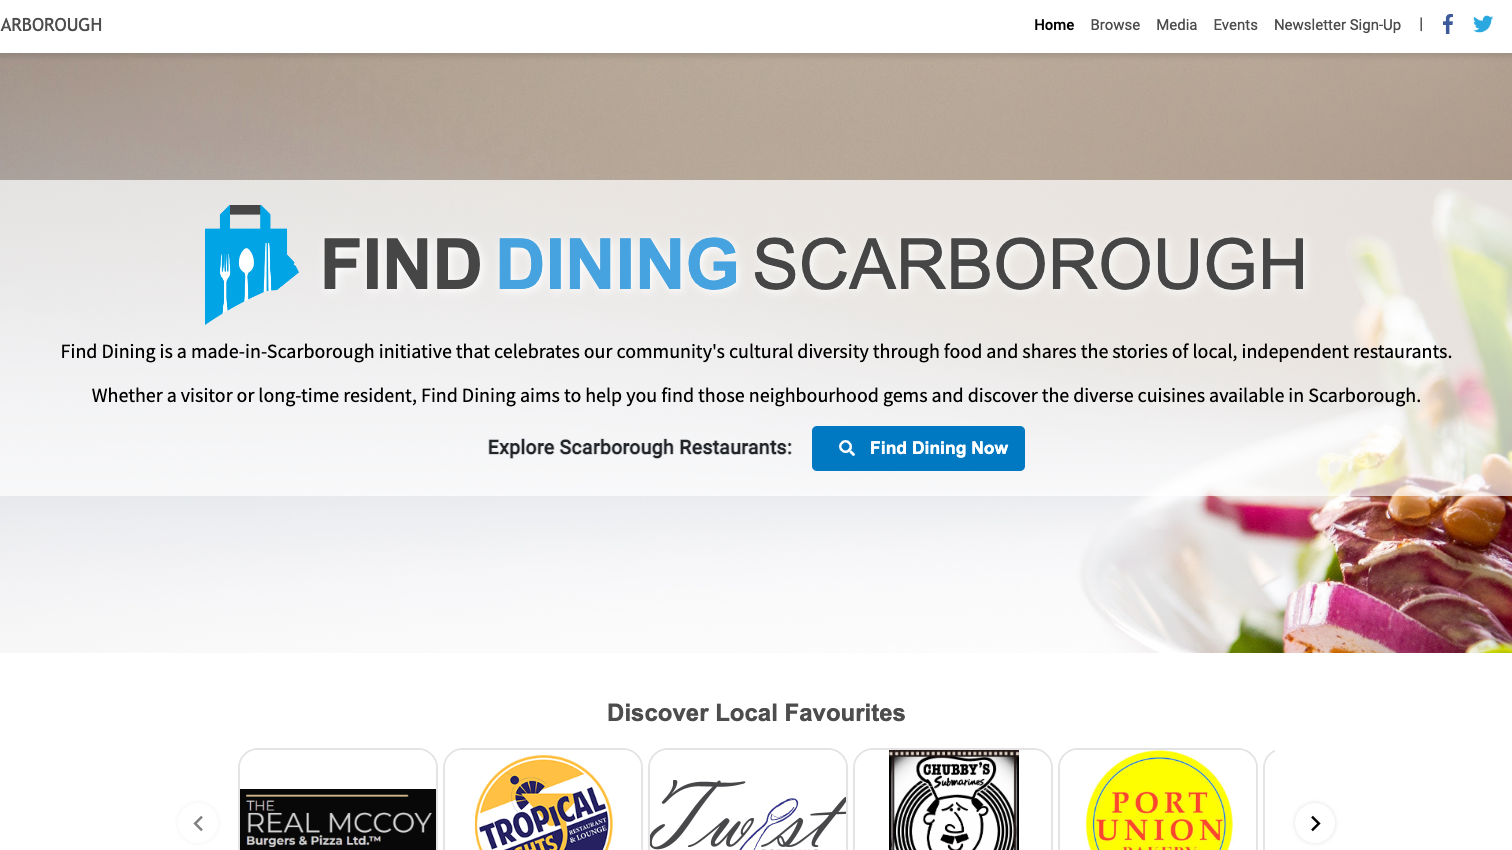 ARBOROUGH
Home Browse Media Events Newsletter Sign-Up |
FIND DINING SCARBOROUGH
Find Dining is a made-in-Scarborough initiative that celebrates our community's cultural diversity through food and shares the stories of local, independent restaurants.
Whether a visitor or long-time resident, Find Dining aims to help you find those neighbourhood gems and discover the diverse cuisines available in Scarborough.
Explore Scarborough Restaurants: Find Dining Now
Discover Local Favourites
THE
REAL MCCOY
Burgers & Pizza Ltd.™
TROPICAL
RESTAURANT
& LOUNGE
Twist
CHUBBY'S
Submarines
PORT
UNION